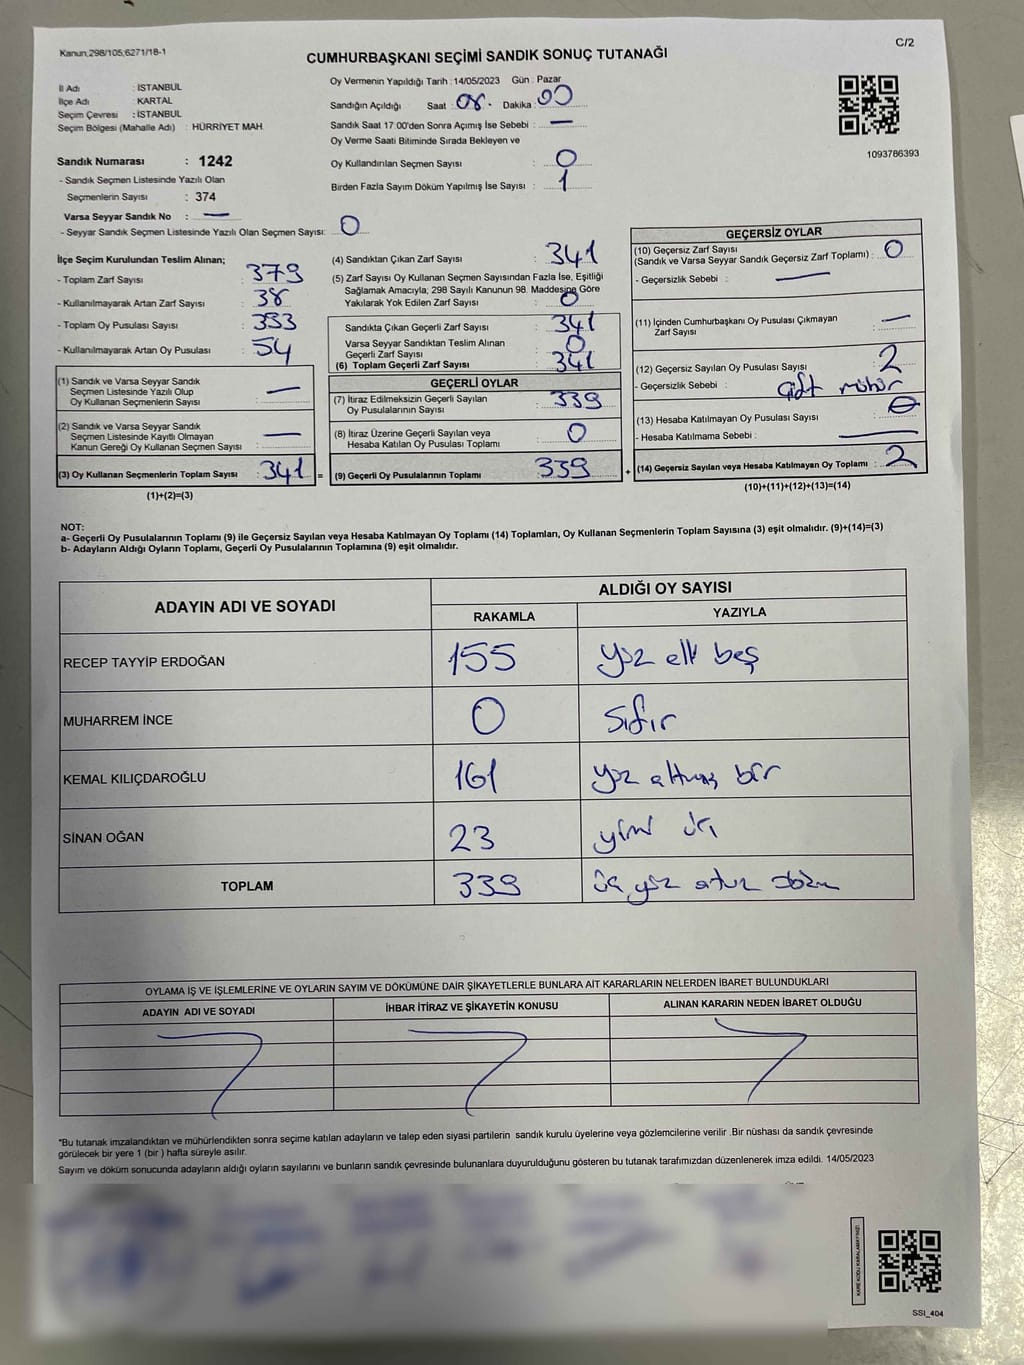 Kanun;298/105;6271/18-1
C/2
CUMHURBAŞKANI SEÇİMİ SANDIK SONUÇ TUTANAĞI
İl Adı : İSTANBUL
İlçe Adı : KARTAL
Seçim Çevresi : İSTANBUL
Seçim Bölgesi (Mahalle Adı) : HÜRRİYET MAH.
Sandık Numarası : 1242
- Sandık Seçmen Listesinde Yazılı Olan
Seçmenlerin Sayısı : 374
Varsa Seyyar Sandık No : —
- Seyyar Sandık Seçmen Listesinde Yazılı Olan Seçmen Sayısı: 0
Oy Vermenin Yapıldığı Tarih : 14/05/2023 Gün : Pazar
Sandığın Açıldığı Saat : 08. Dakika : 00
Sandık Saat 17:00'den Sonra Açımış İse Sebebi : —
Oy Verme Saati Bitiminde Sırada Bekleyen ve
Oy Kullandırılan Seçmen Sayısı : 0
Birden Fazla Sayım Döküm Yapılmış İse Sayısı : 1
1093786393
İlçe Seçim Kurulundan Teslim Alınan;
- Toplam Zarf Sayısı : 379
- Kullanılmayarak Artan Zarf Sayısı : 38
- Toplam Oy Pusulası Sayısı : 393
- Kullanılmayarak Artan Oy Pusulası : 54
(1) Sandık ve Varsa Seyyar Sandık
Seçmen Listesinde Yazılı Olup
Oy Kullanan Seçmenlerin Sayısı : —
(2) Sandık ve Varsa Seyyar Sandık
Seçmen Listesinde Kayıtlı Olmayan
Kanun Gereği Oy Kullanan Seçmen Sayısı : —
(3) Oy Kullanan Seçmenlerin Toplam Sayısı : 341 =
(1)+(2)=(3)
(4) Sandıktan Çıkan Zarf Sayısı : 341
(5) Zarf Sayısı Oy Kullanan Seçmen Sayısından Fazla İse, Eşitliği
Sağlamak Amacıyla; 298 Sayılı Kanunun 98. Maddesine Göre
Yakılarak Yok Edilen Zarf Sayısı : 0
Sandıkta Çıkan Geçerli Zarf Sayısı : 341
Varsa Seyyar Sandıktan Teslim Alınan
Geçerli Zarf Sayısı : 0
(6) Toplam Geçerli Zarf Sayısı : 341
GEÇERLİ OYLAR
(7) İtiraz Edilmeksizin Geçerli Sayılan
Oy Pusulalarının Sayısı : 339
(8) İtiraz Üzerine Geçerli Sayılan veya
Hesaba Katılan Oy Pusulası Toplamı : 0
(9) Geçerli Oy Pusulalarının Toplamı : 339 +
GEÇERSİZ OYLAR
(10) Geçersiz Zarf Sayısı
(Sandık ve Varsa Seyyar Sandık Geçersiz Zarf Toplamı) : 0
- Geçersizlik Sebebi : —
(11) İçinden Cumhurbaşkanı Oy Pusulası Çıkmayan
Zarf Sayısı : —
(12) Geçersiz Sayılan Oy Pusulası Sayısı : 2
- Geçersizlik Sebebi : Çift mühür
(13) Hesaba Katılmayan Oy Pusulası Sayısı : 0
- Hesaba Katılmama Sebebi : —
(14) Geçersiz Sayılan veya Hesaba Katılmayan Oy Toplamı : 2
(10)+(11)+(12)+(13)=(14)
NOT:
a- Geçerli Oy Pusulalarının Toplamı (9) ile Geçersiz Sayılan veya Hesaba Katılmayan Oy Toplamı (14) Toplamları, Oy Kullanan Seçmenlerin Toplam Sayısına (3) eşit olmalıdır. (9)+(14)=(3)
b- Adayların Aldığı Oyların Toplamı, Geçerli Oy Pusulalarının Toplamına (9) eşit olmalıdır.
ADAYIN ADI VE SOYADI
ALDIĞI OY SAYISI
RAKAMLA YAZIYLA
RECEP TAYYİP ERDOĞAN 155 yüz elli beş
MUHARREM İNCE 0 sıfır
KEMAL KILIÇDAROĞLU 161 yüz altmış bir
SİNAN OĞAN 23
TOPLAM 339 üç yüz otuz dokuz
OYLAMA İŞ VE İŞLEMLERİNE VE OYLARIN SAYIM VE DÖKÜMÜNE DAİR ŞİKAYETLERLE BUNLARA AİT KARARLARIN NELERDEN İBARET BULUNDUKLARI
ADAYIN ADI VE SOYADI İHBAR İTİRAZ VE ŞİKAYETİN KONUSU ALINAN KARARIN NEDEN İBARET OLDUĞU
*Bu tutanak imzalandıktan ve mühürlendikten sonra seçime katılan adayların ve talep eden siyasi partilerin sandık kurulu üyelerine veya gözlemcilerine verilir .Bir nüshası da sandık çevresinde
görülecek bir yere 1 (bir ) hafta süreyle asılır.
Sayım ve döküm sonucunda adayların aldığı oyların sayılarını ve bunların sandık çevresinde bulunanlara duyurulduğunu gösteren bu tutanak tarafımızdan düzenlenerek imza edildi. 14/05/2023
KARE KODU KARALAMAYINIZ!
SSI_404